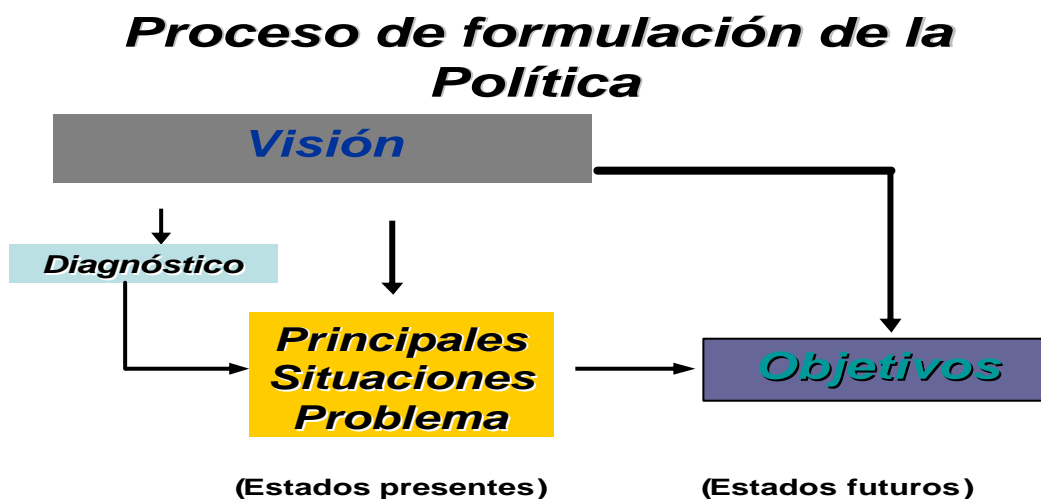 Proceso de formulación de la
Política
Visión
Diagnóstico
Principales
Situaciones
Problema
Objetivos
(Estados presentes)
(Estados futuros)